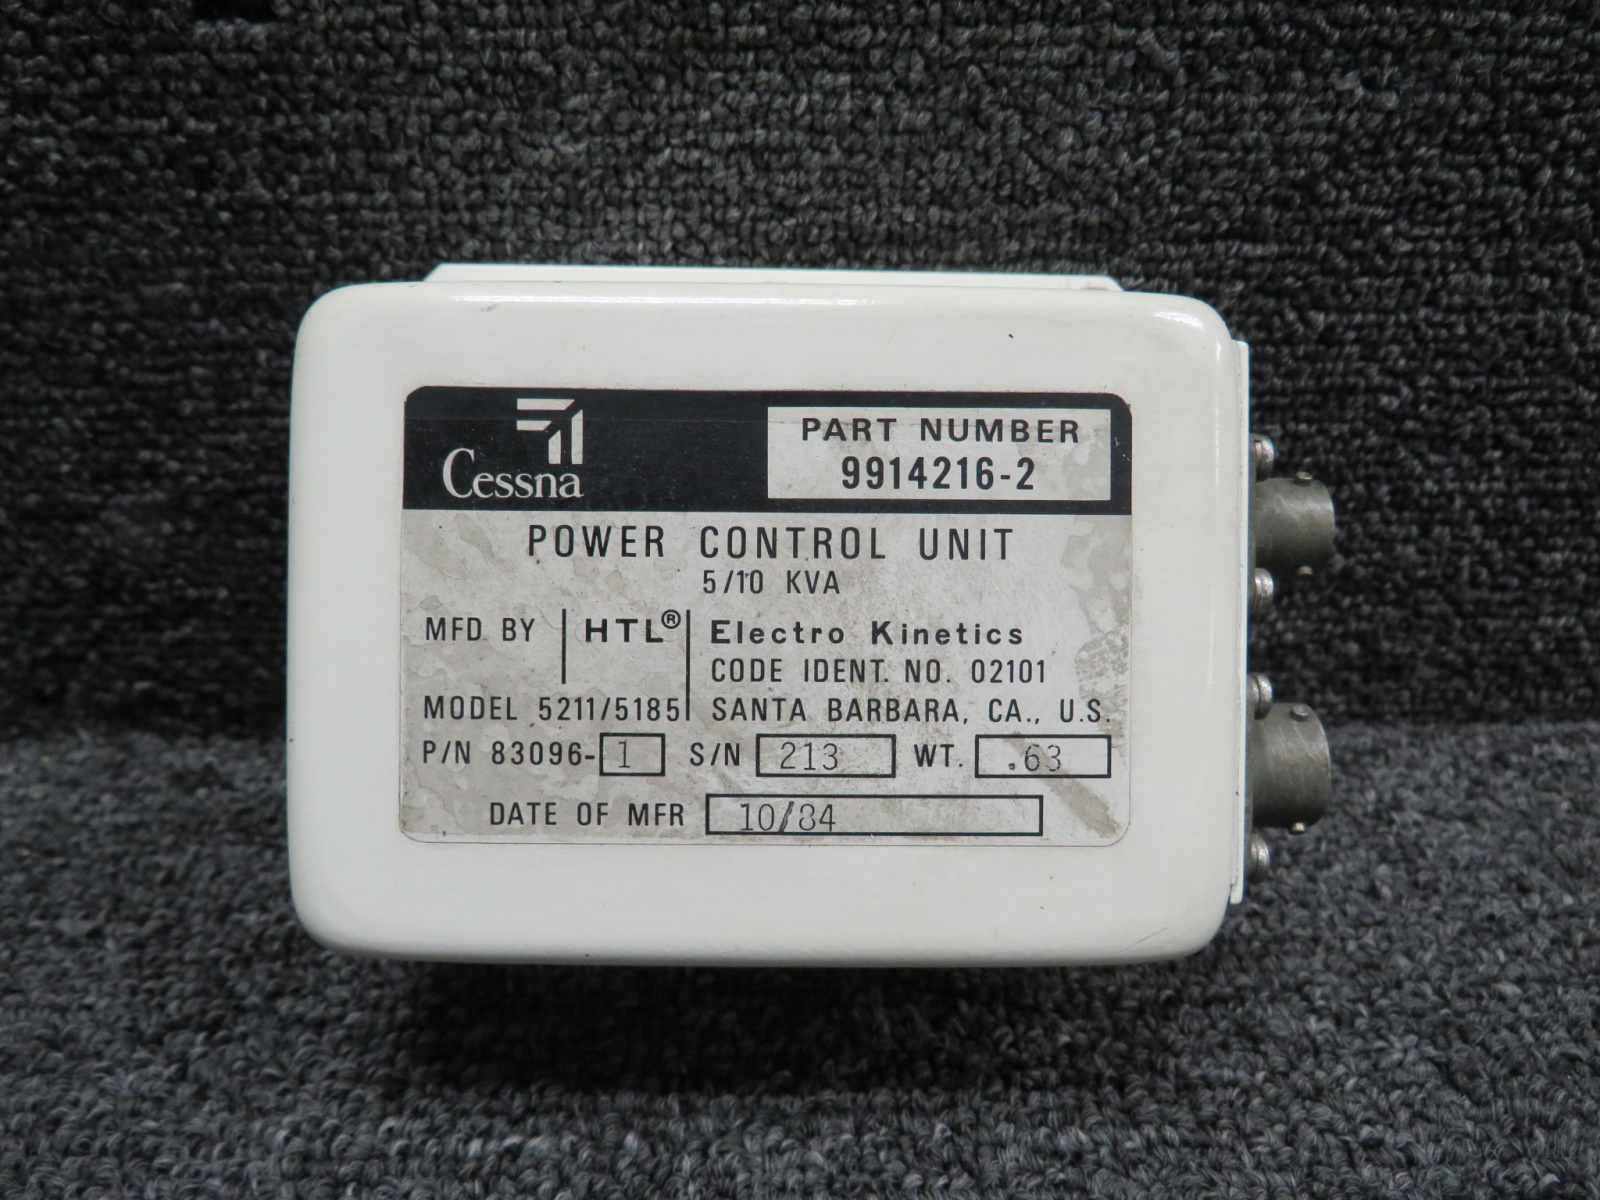 Cessna
PART NUMBER
9914216-2
POWER CONTROL UNIT
5/10 KVA
MFD. BY HTL® Electro Kinetics
CODE IDENT. NO. 02101
MODEL 5211/5185 SANTA BARBARA, CA., U.S.
P/N 83096-1 S/N 213 WT. .63
DATE OF MFR 10/84